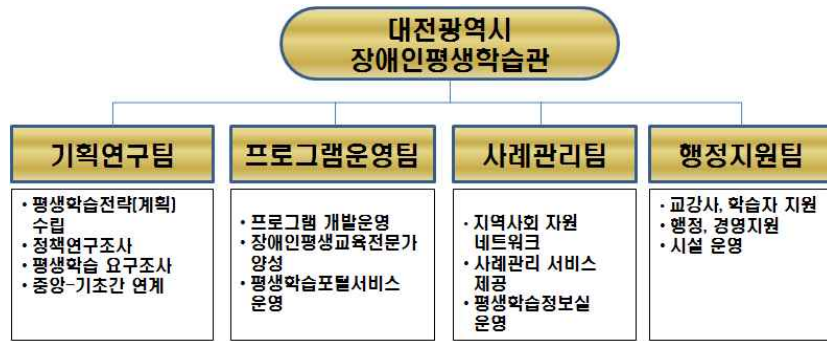 대전광역시
장애인평생학습관
기획연구팀
• 평생학습전략(계획)
수립
• 정책연구조사
• 평생학습 요구조사
• 중앙-기초간 연계
프로그램운영팀
• 프로그램 개발운영
• 장애인평생교육전문가
양성
• 평생학습포털서비스
운영
사례관리팀
• 지역사회 자원
네트워크
• 사례관리 서비스
제공
• 평생학습정보실
운영
행정지원팀
• 교강사, 학습자 지원
• 행정, 경영지원
• 시설 운영